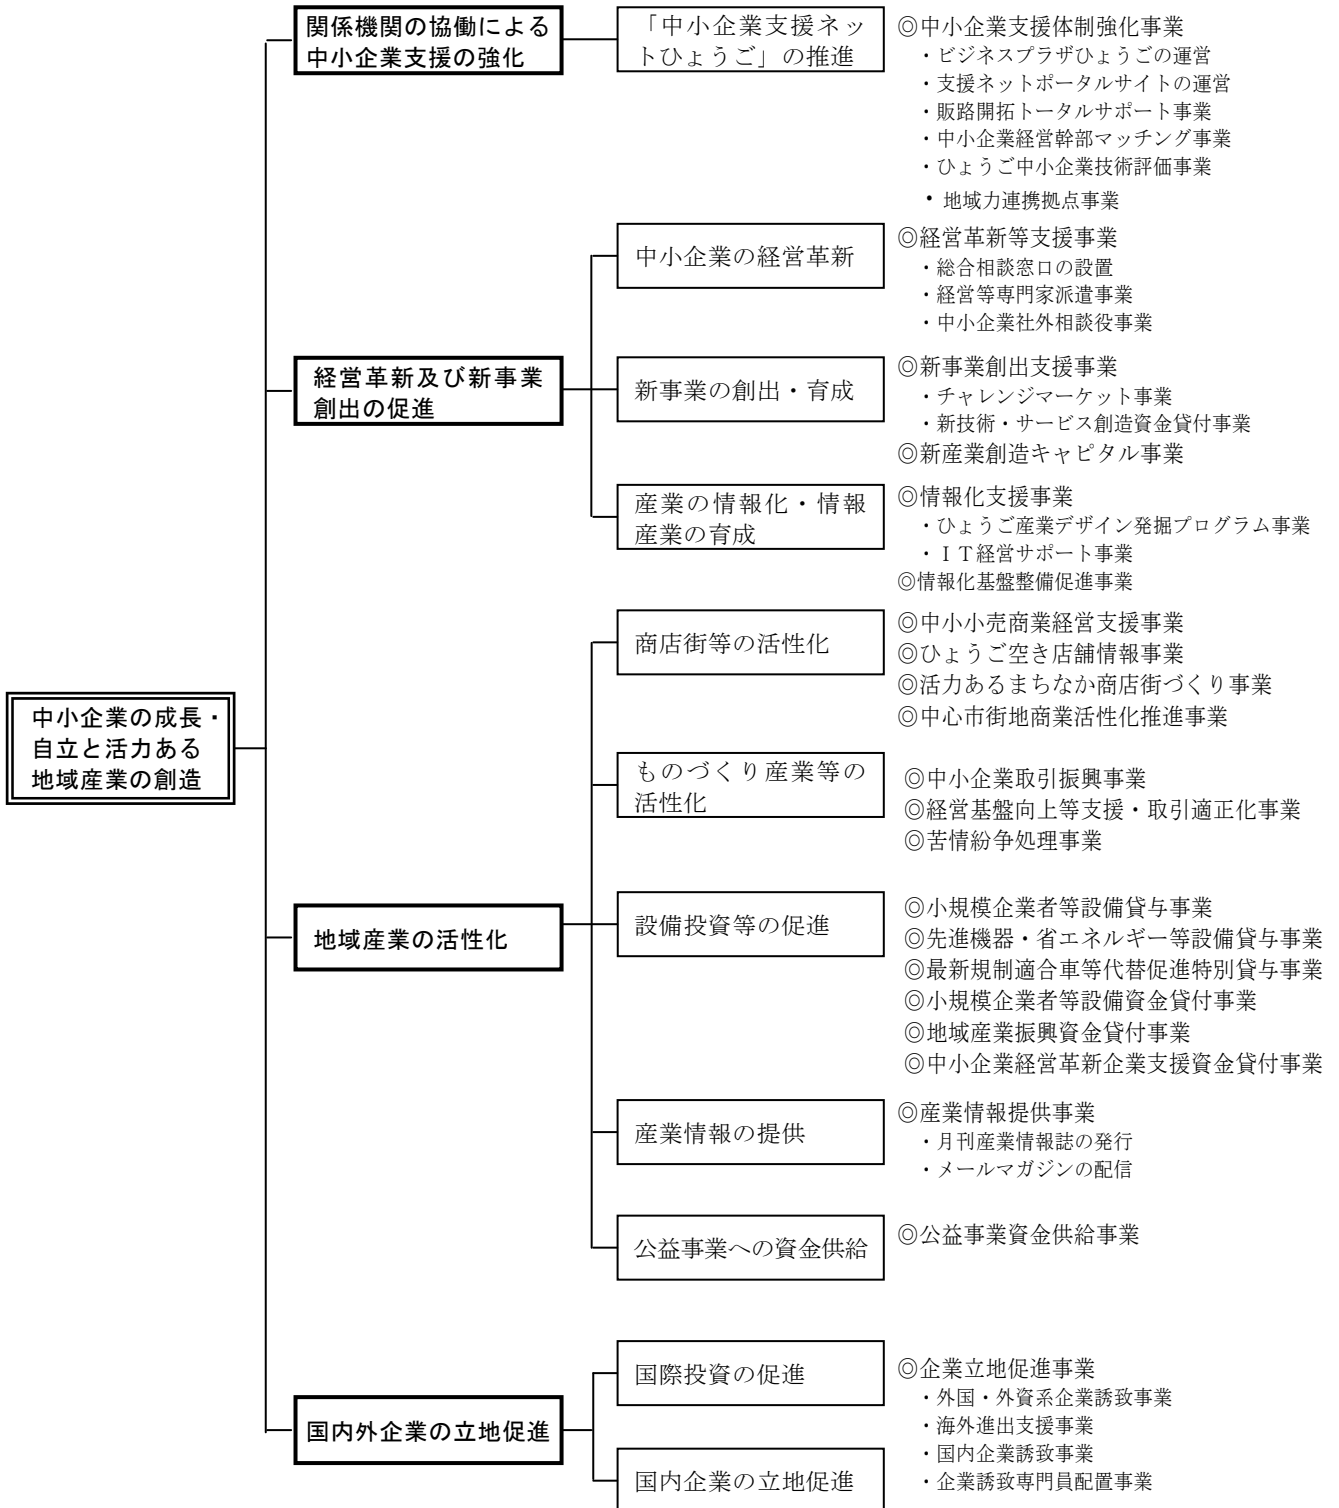 関係機関の協働による
中小企業支援の強化
「中小企業支援ネッ
トひょうご」の推進
◎中小企業支援体制強化事業
・ビジネスプラザひょうごの運営
・支援ネットポータルサイトの運営
・販路開拓トータルサポート事業
・中小企業経営幹部マッチング事業
・ひょうご中小企業技術評価事業
・地域力連携拠点事業
中小企業の経営革新
◎経営革新等支援事業
・総合相談窓口の設置
・経営等専門家派遣事業
・中小企業社外相談役事業
経営革新及び新事業
創出の促進
新事業の創出・育成
◎新事業創出支援事業
・チャレンジマーケット事業
・新技術・サービス創造資金貸付事業
◎新産業創造キャピタル事業
産業の情報化・情報
産業の育成
◎情報化支援事業
・ひょうご産業デザイン発掘プログラム事業
・ＩＴ経営サポート事業
◎情報化基盤整備促進事業
商店街等の活性化
◎中小小売商業経営支援事業
◎ひょうご空き店舗情報事業
◎活力あるまちなか商店街づくり事業
◎中心市街地商業活性化推進事業
中小企業の成長・
自立と活力ある
地域産業の創造
ものづくり産業等の
活性化
◎中小企業取引振興事業
◎経営基盤向上等支援・取引適正化事業
◎苦情紛争処理事業
地域産業の活性化
設備投資等の促進
◎小規模企業者等設備貸与事業
◎先進機器・省エネルギー等設備貸与事業
◎最新規制適合車等代替促進特別貸与事業
◎小規模企業者等設備資金貸付事業
◎地域産業振興資金貸付事業
◎中小企業経営革新企業支援資金貸付事業
産業情報の提供
◎産業情報提供事業
・月刊産業情報誌の発行
・メールマガジンの配信
公益事業への資金供給
◎公益事業資金供給事業
国際投資の促進
◎企業立地促進事業
・外国・外資系企業誘致事業
・海外進出支援事業
・国内企業誘致事業
・企業誘致専門員配置事業
国内外企業の立地促進
国内企業の立地促進